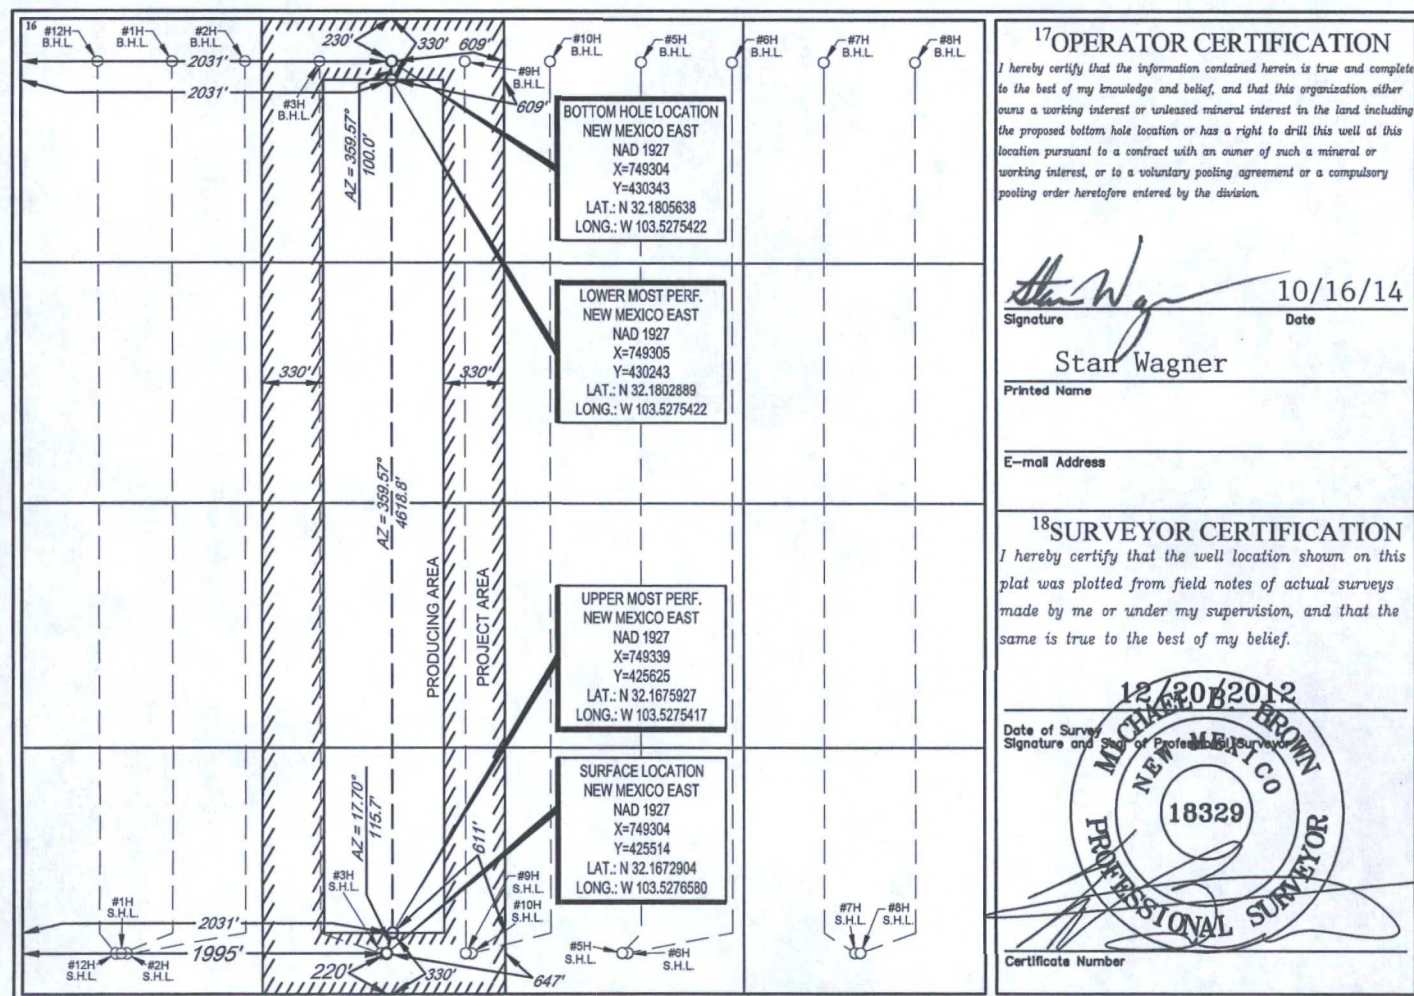 16
#12H
B.H.L.
#1H
B.H.L.
#2H
B.H.L.
2031'
2031'
#3H
B.H.L.
230'
330'
609'
#9H
B.H.L.
609'
#10H
B.H.L.
#5H
B.H.L.
#6H
B.H.L.
#7H
B.H.L.
#8H
B.H.L.
AZ = 359.57°
100.0'
BOTTOM HOLE LOCATION
NEW MEXICO EAST
NAD 1927
X=749304
Y=430343
LAT.: N 32.1805638
LONG.: W 103.5275422
LOWER MOST PERF.
NEW MEXICO EAST
NAD 1927
X=749305
Y=430243
LAT.: N 32.1802889
LONG.: W 103.5275422
330'
330'
AZ = 359.57°
4618.8'
PRODUCING AREA
PROJECT AREA
UPPER MOST PERF.
NEW MEXICO EAST
NAD 1927
X=749339
Y=425625
LAT.: N 32.1675927
LONG.: W 103.5275417
SURFACE LOCATION
NEW MEXICO EAST
NAD 1927
X=749304
Y=425514
LAT.: N 32.1672904
LONG.: W 103.5276580
AZ = 17.70°
115.7'
611'
#3H
S.H.L.
#9H
S.H.L.
#10H
S.H.L.
#1H
S.H.L.
2031'
1995'
#12H
S.H.L.
#2H
S.H.L.
220'
330'
647'
#5H
S.H.L.
#6H
S.H.L.
#7H
S.H.L.
#8H
S.H.L.
17 OPERATOR CERTIFICATION
I hereby certify that the information contained herein is true and complete
to the best of my knowledge and belief, and that this organization either
owns a working interest or unleased mineral interest in the land including
the proposed bottom hole location or has a right to drill this well at this
location pursuant to a contract with an owner of such a mineral or
working interest, or to a voluntary pooling agreement or a compulsory
pooling order heretofore entered by the division.
Stan Wagner
10/16/14
Signature Date
Stan Wagner
Printed Name
E-mail Address
18 SURVEYOR CERTIFICATION
I hereby certify that the well location shown on this
plat was plotted from field notes of actual surveys
made by me or under my supervision, and that the
same is true to the best of my belief.
12/20/2012
Date of Survey
Signature and Seal of Professional Surveyor
MICHAEL B. BROWN
NEW MEXICO
18329
PROFESSIONAL SURVEYOR
Certificate Number